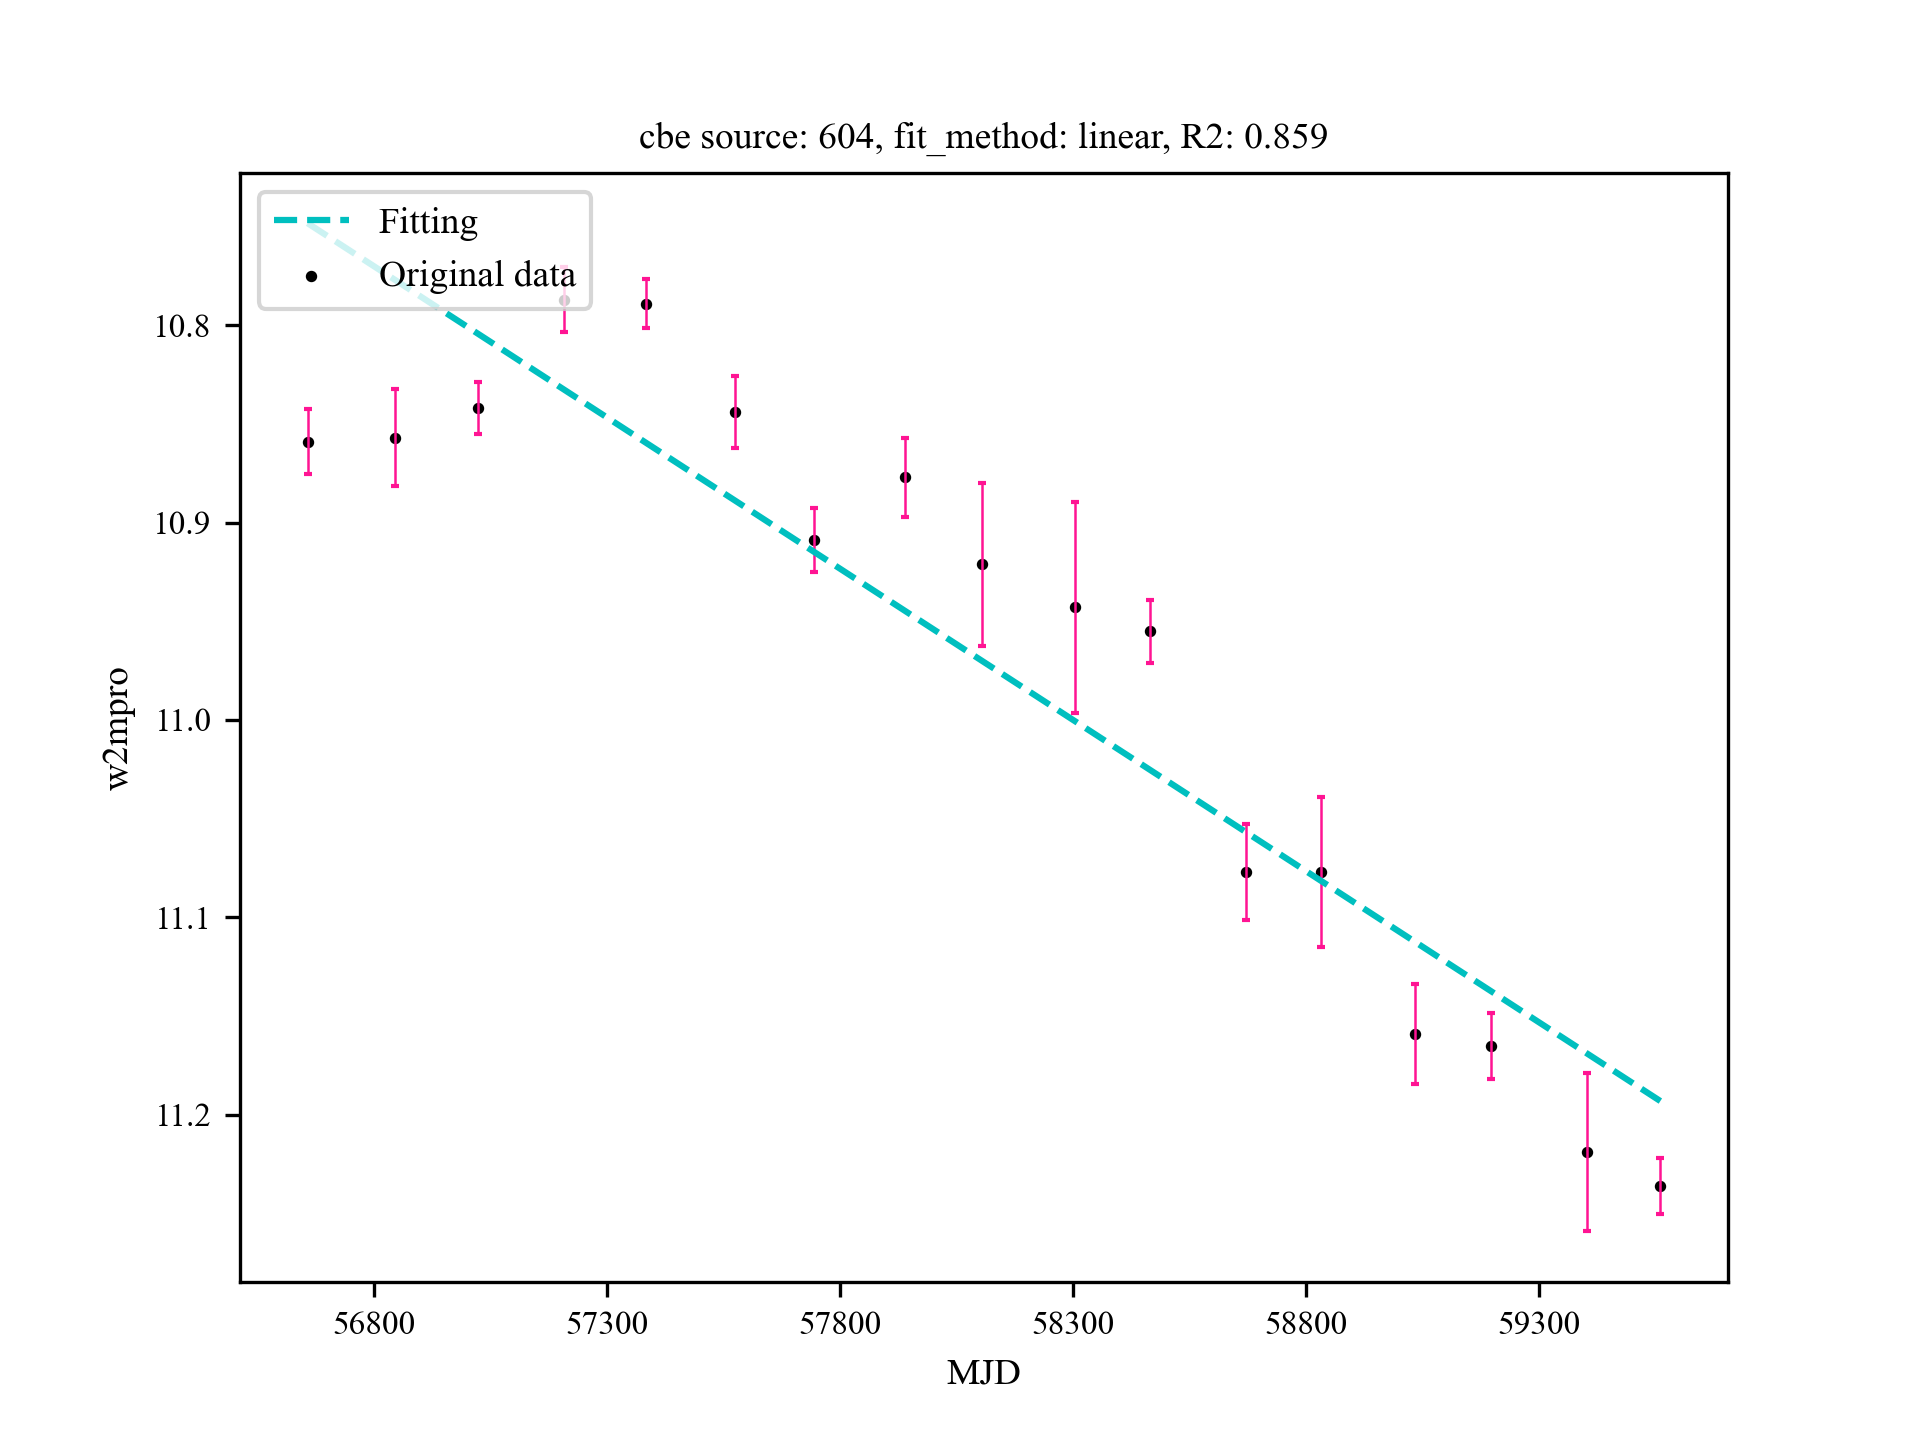 cbe source: 604, fit_method: linear, R2: 0.859
Fitting
Original data
10.8
10.9
11.0
11.1
11.2
w2mpro
56800 57300 57800 58300 58800 59300
MJD